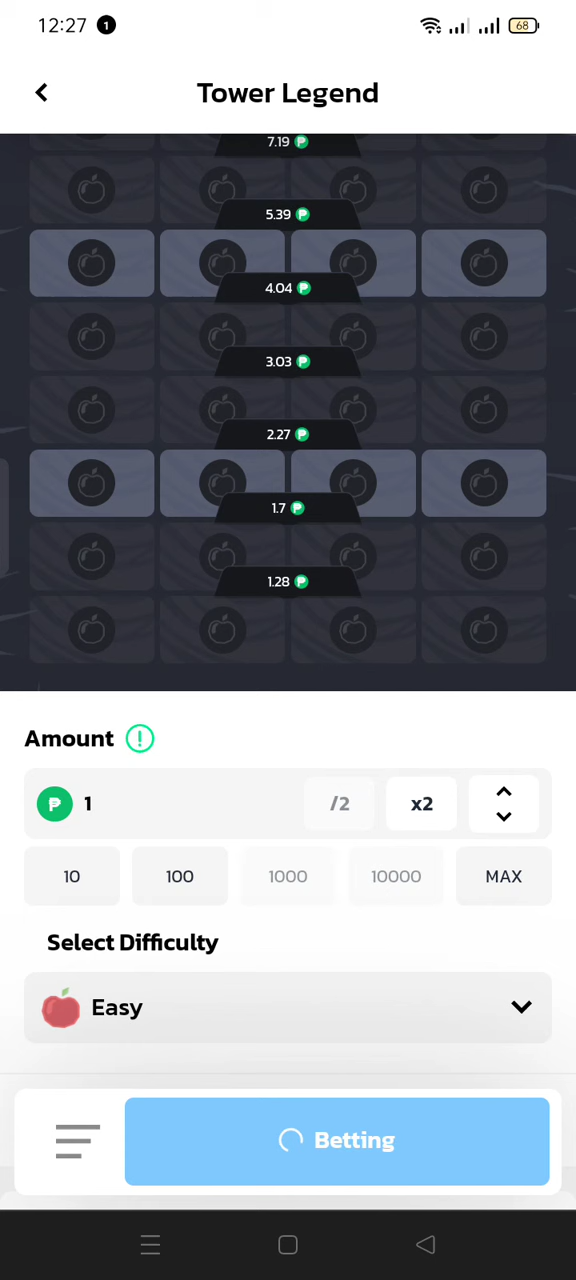 12:27 1 68
Tower Legend
7.19
5.39
4.04
3.03
2.27
1.7
1.28
Amount
1 /2 x2
10 100 1000 10000 MAX
Select Difficulty
Easy
Betting